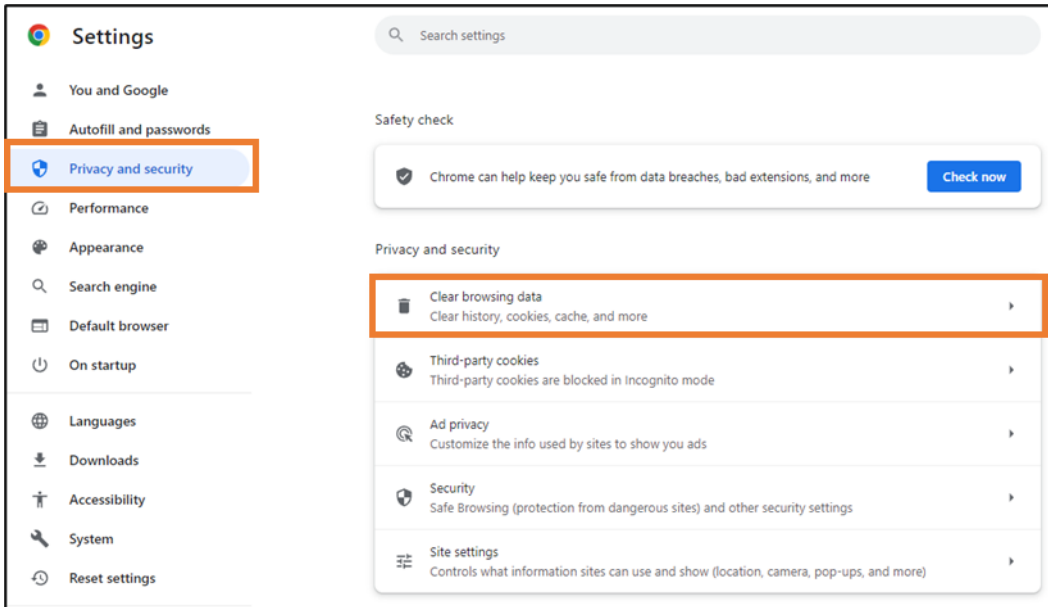 Settings
Search settings
You and Google
Autofill and passwords
Privacy and security
Performance
Appearance
Search engine
Default browser
On startup
Languages
Downloads
Accessibility
System
Reset settings
Safety check
Chrome can help keep you safe from data breaches, bad extensions, and more
Check now
Privacy and security
Clear browsing data
Clear history, cookies, cache, and more
Third-party cookies
Third-party cookies are blocked in Incognito mode
Ad privacy
Customize the info used by sites to show you ads
Security
Safe Browsing (protection from dangerous sites) and other security settings
Site settings
Controls what information sites can use and show (location, camera, pop-ups, and more)